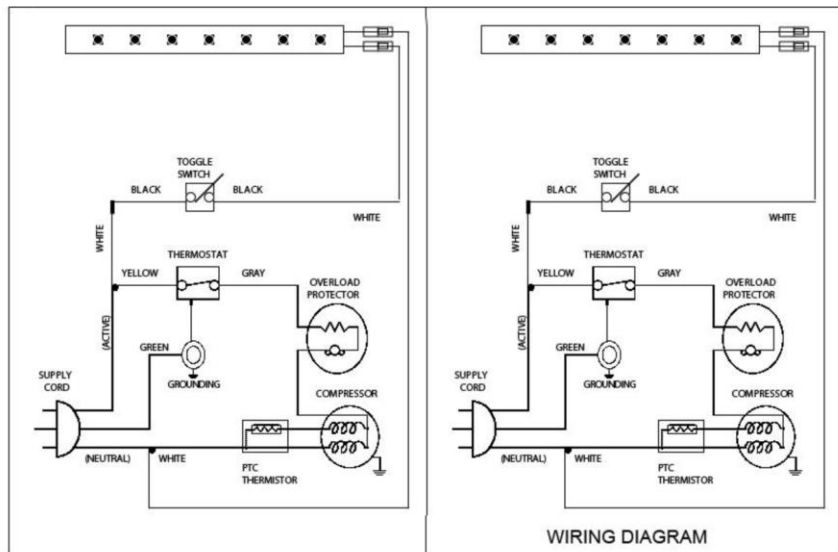 TOGGLE
SWITCH
BLACK
BLACK
WHITE
WHITE
THERMOSTAT
YELLOW
GRAY
OVERLOAD
PROTECTOR
(ACTIVE)
GREEN
SUPPLY
CORD
GROUNDING
COMPRESSOR
(NEUTRAL)
WHITE
PTC
THERMISTOR
TOGGLE
SWITCH
BLACK
BLACK
WHITE
WHITE
THERMOSTAT
YELLOW
GRAY
OVERLOAD
PROTECTOR
(ACTIVE)
GREEN
SUPPLY
CORD
GROUNDING
COMPRESSOR
(NEUTRAL)
WHITE
PTC
THERMISTOR
WIRING DIAGRAM